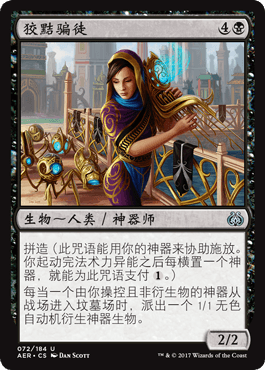 狡黠骗徒 4
生物～人类／神器师
拼造（此咒语能用你的神器来协助施放。
你起动完法术力异能之后每横置一个神
器，就能为此咒语支付 1。）
每当一个由你操控且非衍生物的神器从
战场进入坟墓场时，派出一个 1/1 无色
自动机衍生神器生物。
2/2
072/184 U
AER • CS DAN SCOTT
™ & © 2017 Wizards of the Coast